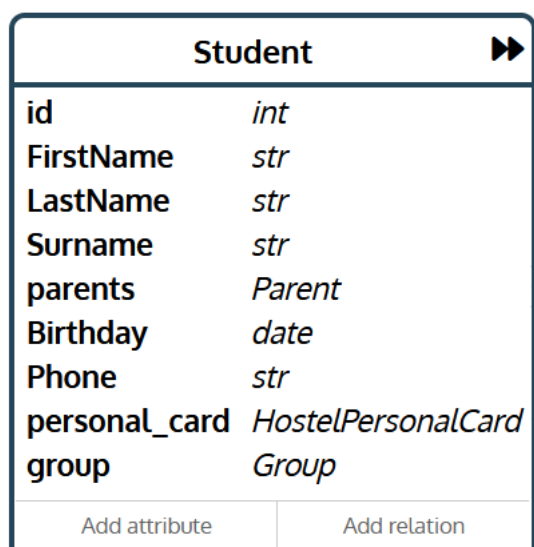 Student
id int
FirstName str
LastName str
Surname str
parents Parent
Birthday date
Phone str
personal_card HostelPersonalCard
group Group
Add attribute Add relation